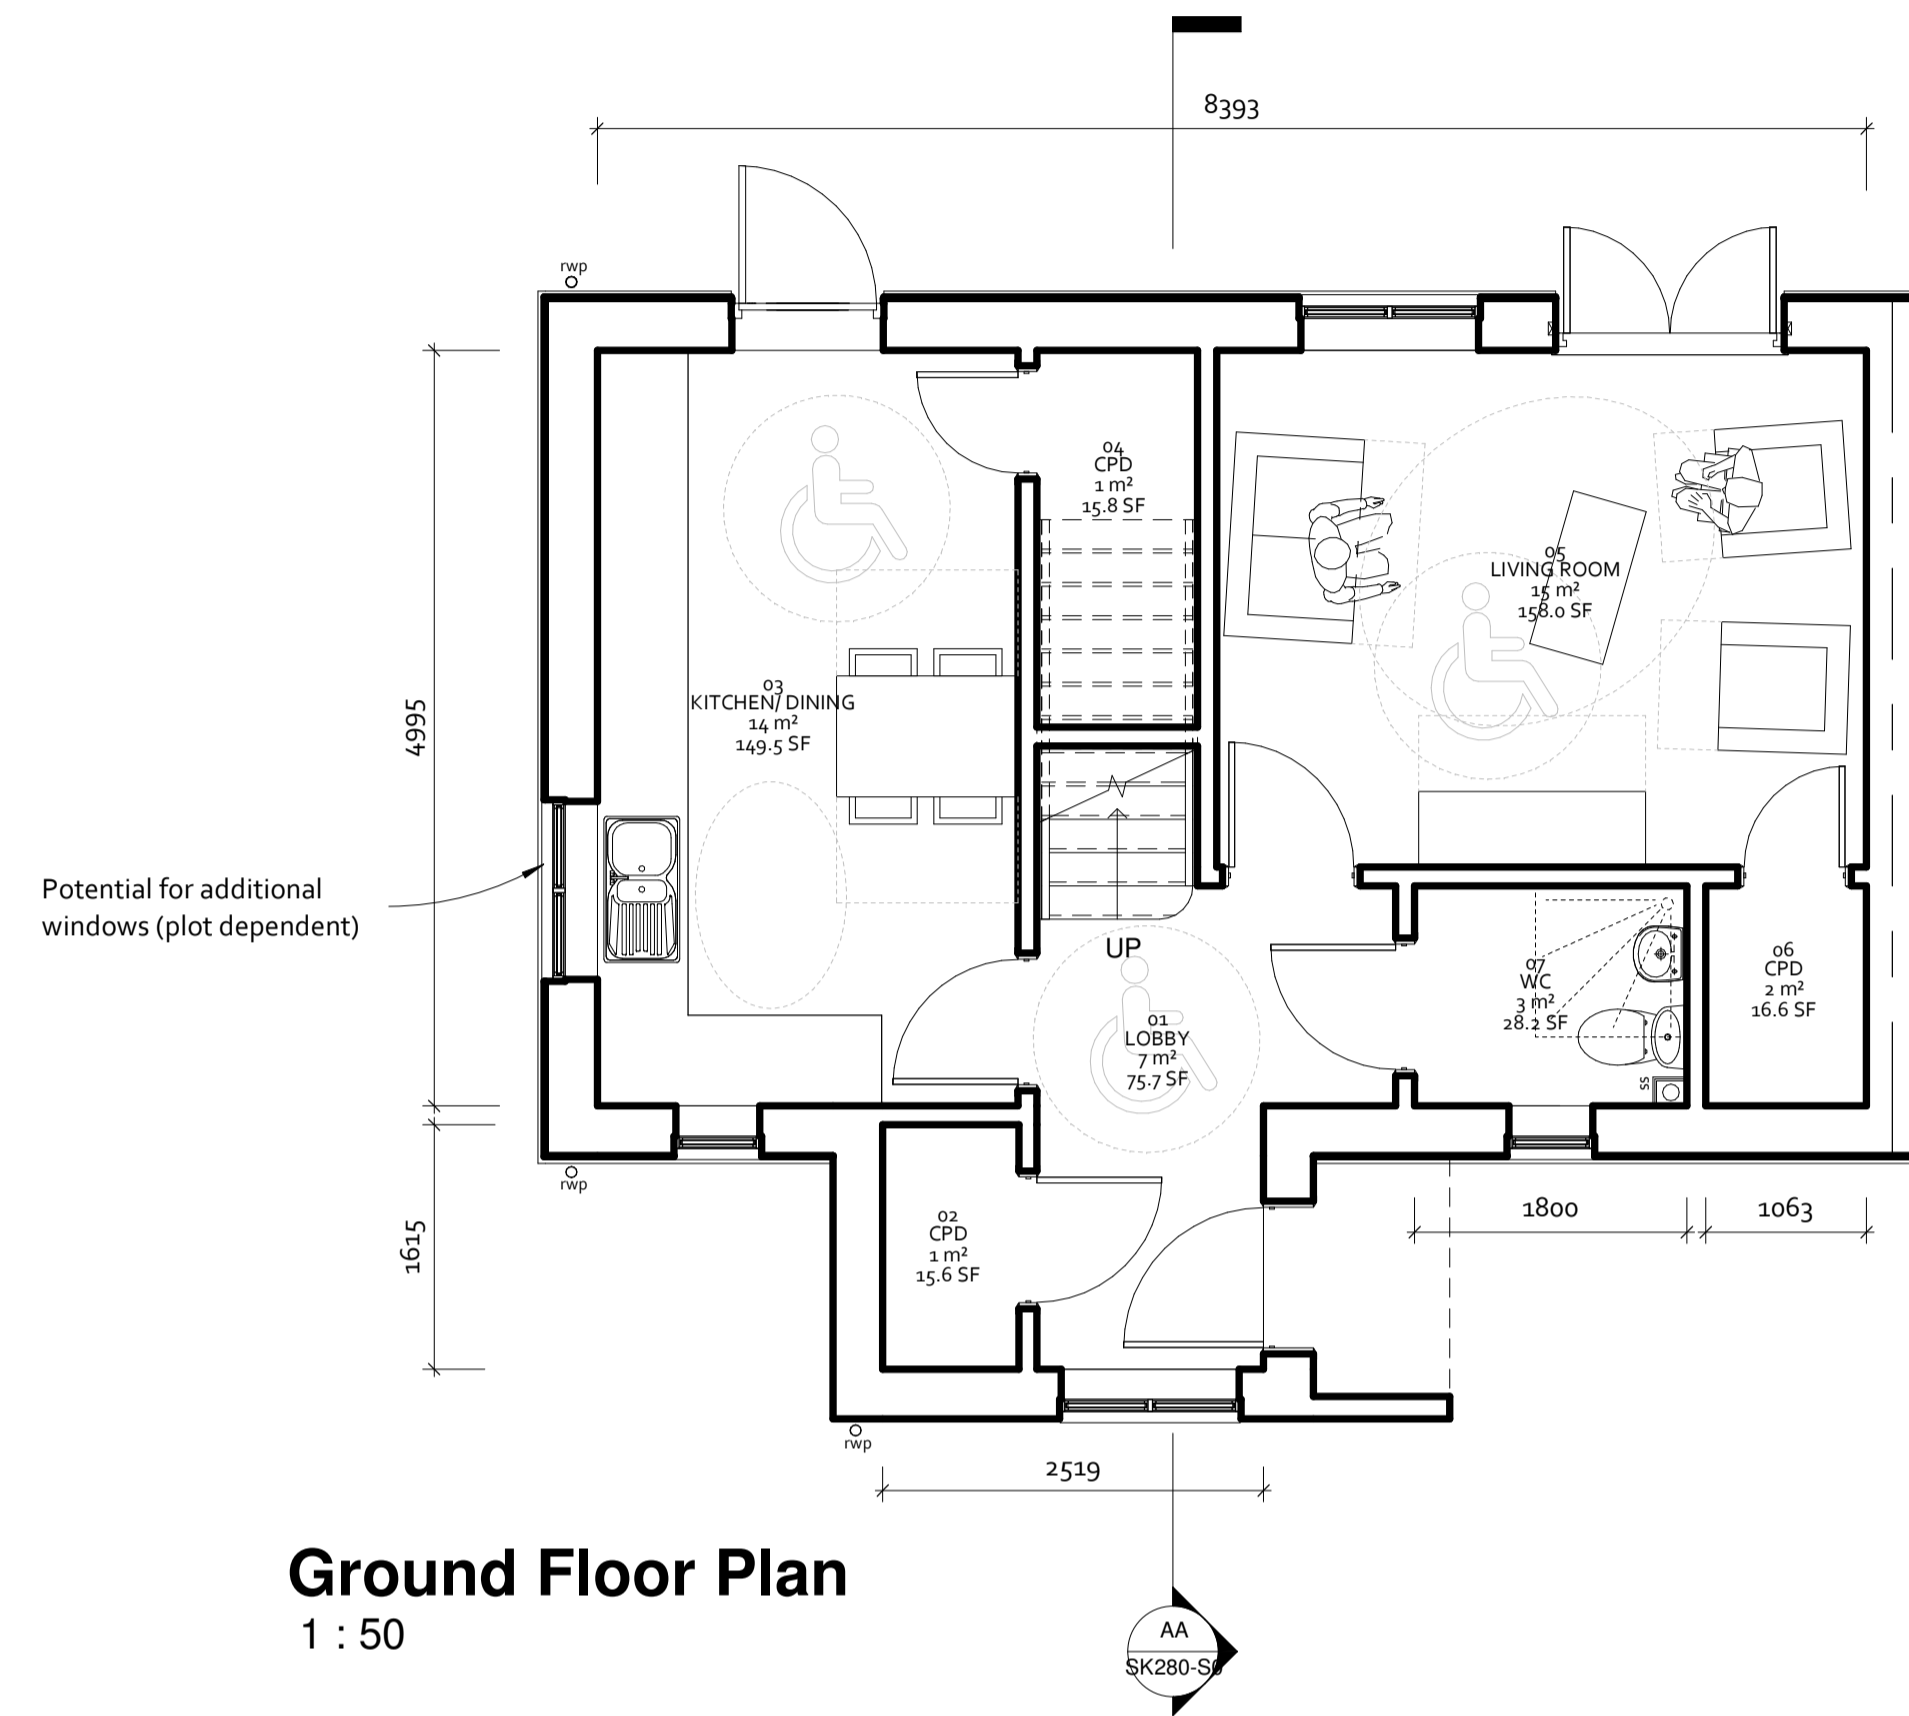 8393
rwp
04
CPD
1 m²
15.8 SF
05
LIVING ROOM
15 m²
158.0 SF
03
KITCHEN/ DINING
14 m²
149.5 SF
4995
Potential for additional
windows (plot dependent)
UP
01
LOBBY
7 m²
75.7 SF
07
WC
3 m²
28.2 SF
06
CPD
2 m²
16.6 SF
SS
rwp
02
CPD
1 m²
15.6 SF
1615
1800
1063
rwp
2519
Ground Floor Plan
1 : 50
AA
SK280-S0